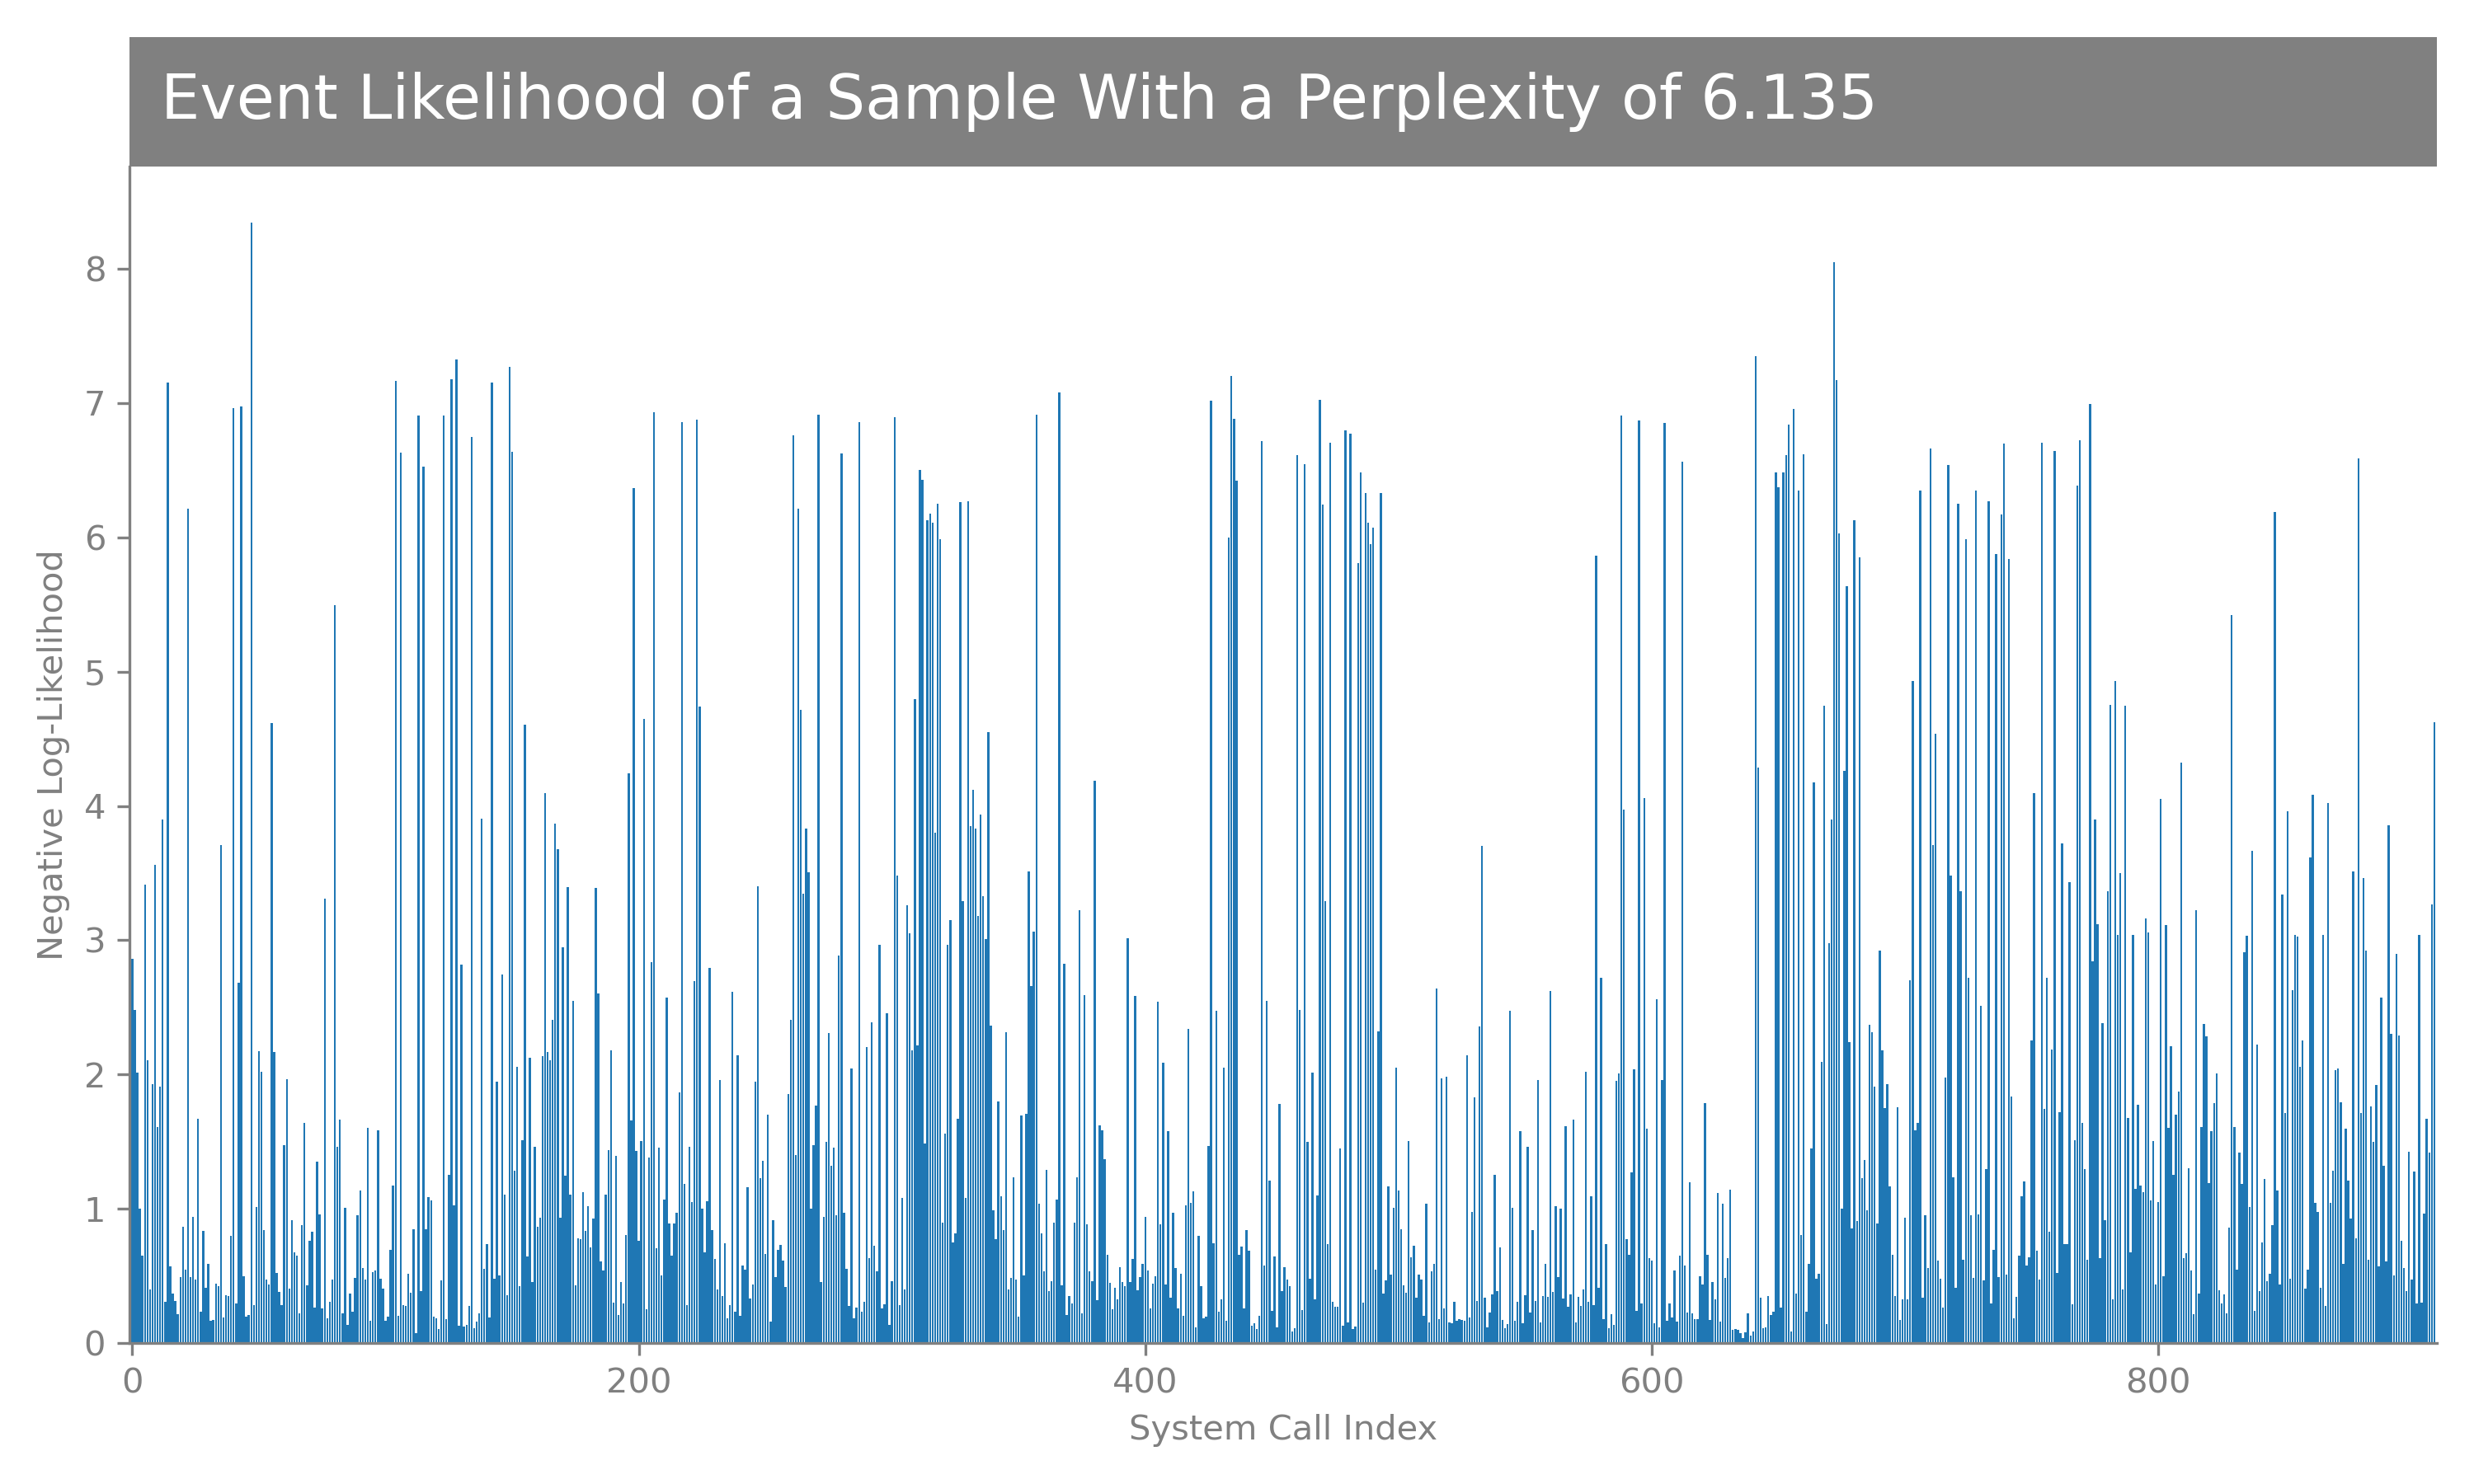 Event Likelihood of a Sample With a Perplexity of 6.135
8
7
6
5
4
3
2
1
0
Negative Log-Likelihood
0 200 400 600 800
System Call Index